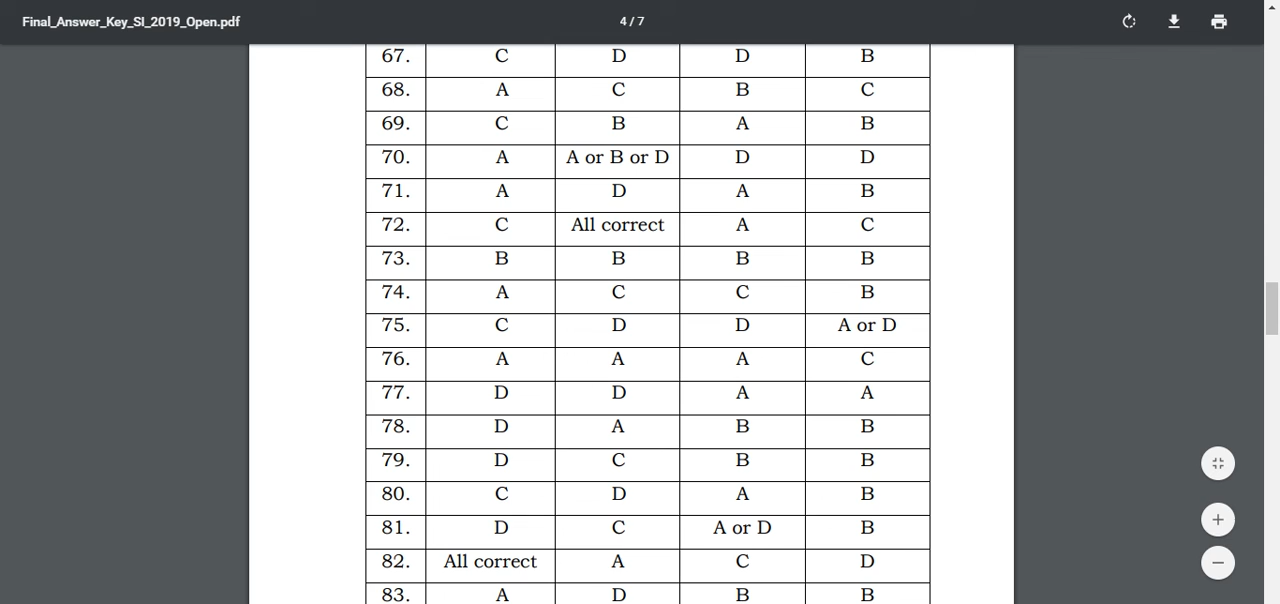 Final_Answer_Key_SI_2019_Open.pdf 4 / 7
67. C D D B
68. A C B C
69. C B A B
70. A A or B or D D D
71. A D A B
72. C All correct A C
73. B B B B
74. A C C B
75. C D D A or D
76. A A A C
77. D D A A
78. D A B B
79. D C B B
80. C D A B
81. D C A or D B
82. All correct A C D
83. A D B B